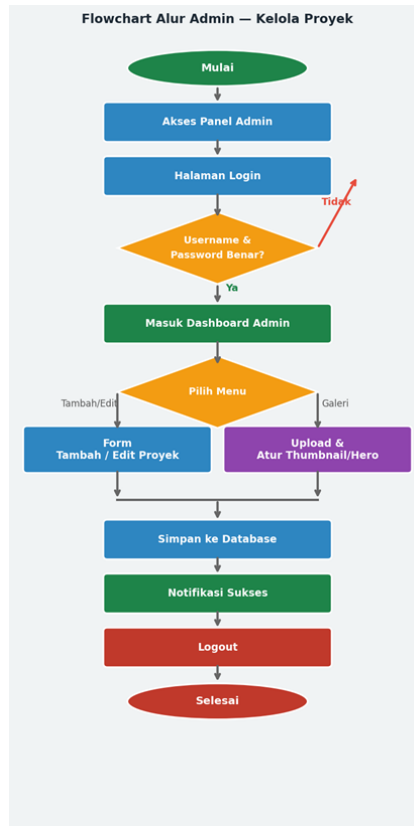 Flowchart Alur Admin — Kelola Proyek
Mulai
Akses Panel Admin
Halaman Login
Tidak
Username &
Password Benar?
Ya
Masuk Dashboard Admin
Pilih Menu
Tambah/Edit
Galeri
Form
Tambah / Edit Proyek
Upload &
Atur Thumbnail/Hero
Simpan ke Database
Notifikasi Sukses
Logout
Selesai